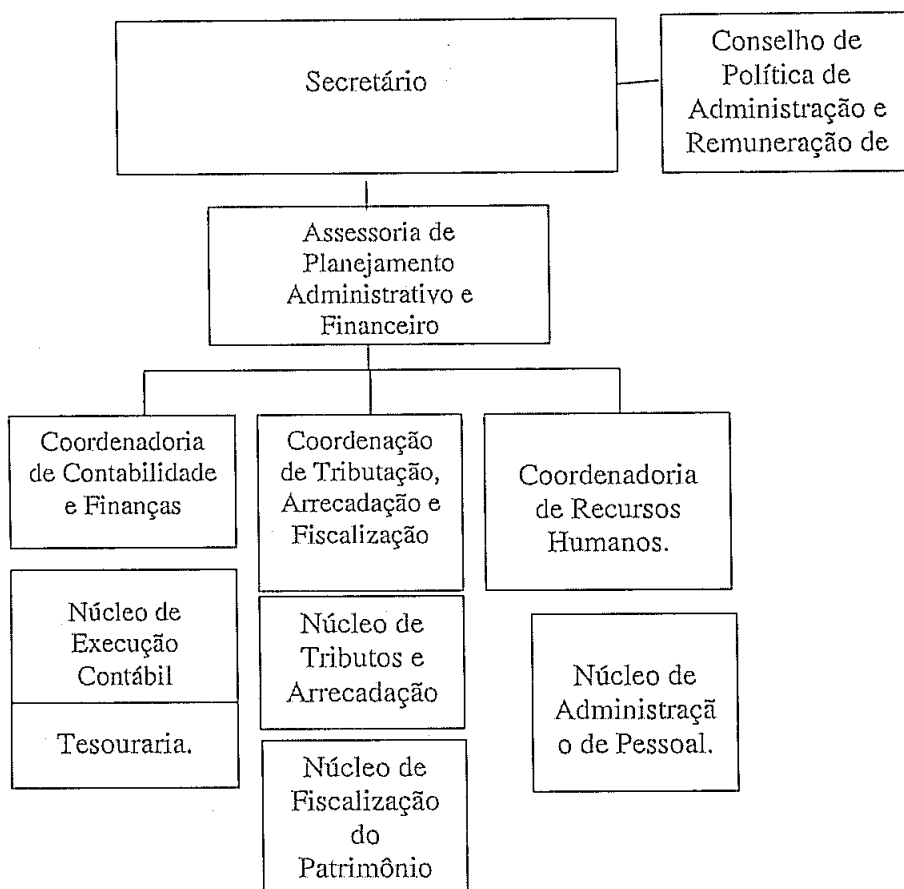 Secretário
Conselho de
Política de
Administração e
Remuneração de
Assessoria de
Planejamento
Administrativo e
Financeiro
Coordenadoria
de Contabilidade
e Finanças
Coordenação
de Tributação,
Arrecadação e
Fiscalização
Coordenadoria
de Recursos
Humanos.
Núcleo de
Execução
Contábil
Tesouraria.
Núcleo de
Tributos e
Arrecadação
Núcleo de
Fiscalização
do
Patrimônio
Núcleo de
Administraçã
o de Pessoal.